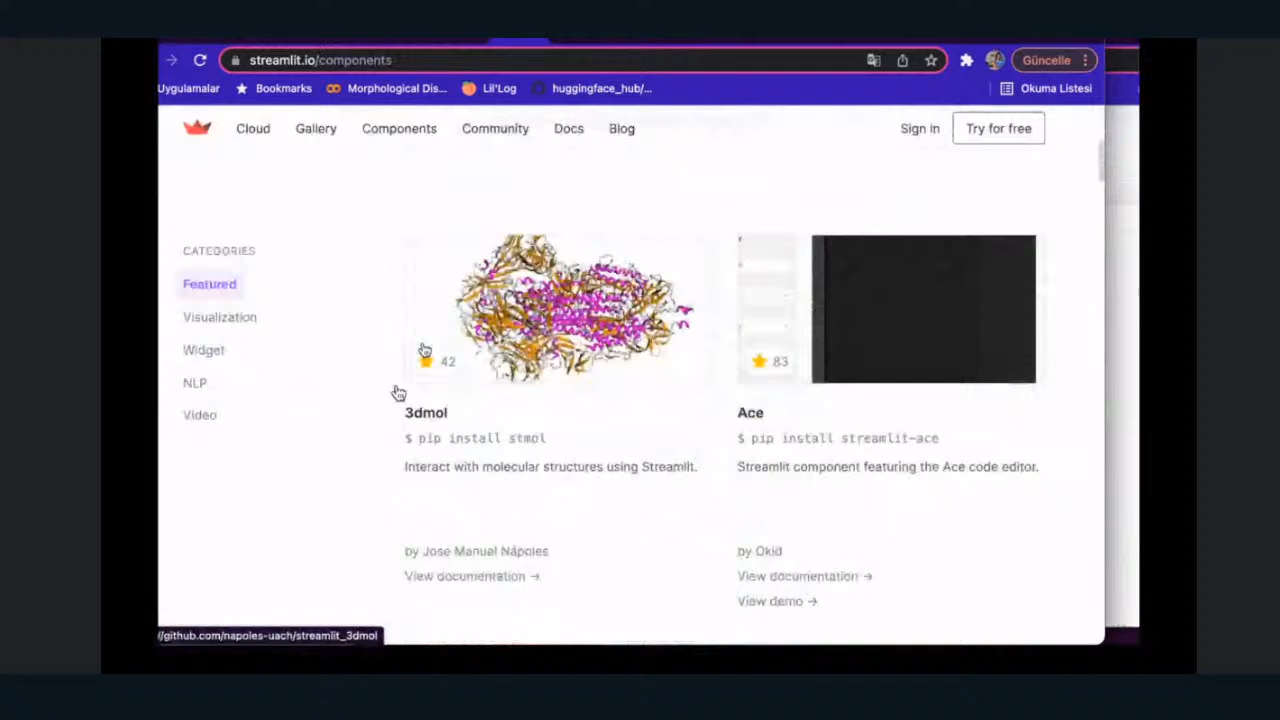 streamlit.io/components
Güncelle
Uygulamalar
Bookmarks
Morphological Dis...
Lil'Log
huggingface_hub/...
Okuma Listesi
Cloud
Gallery
Components
Community
Docs
Blog
Sign in
Try for free
CATEGORIES
Featured
Visualization
Widget
NLP
Video
42
3dmol
$ pip install stmol
Interact with molecular structures using Streamlit.
by Jose Manuel Nápoles
View documentation →
83
Ace
$ pip install streamlit-ace
Streamlit component featuring the Ace code editor.
by Okld
View documentation →
View demo →
//github.com/napoles-uach/streamlit_3dmol